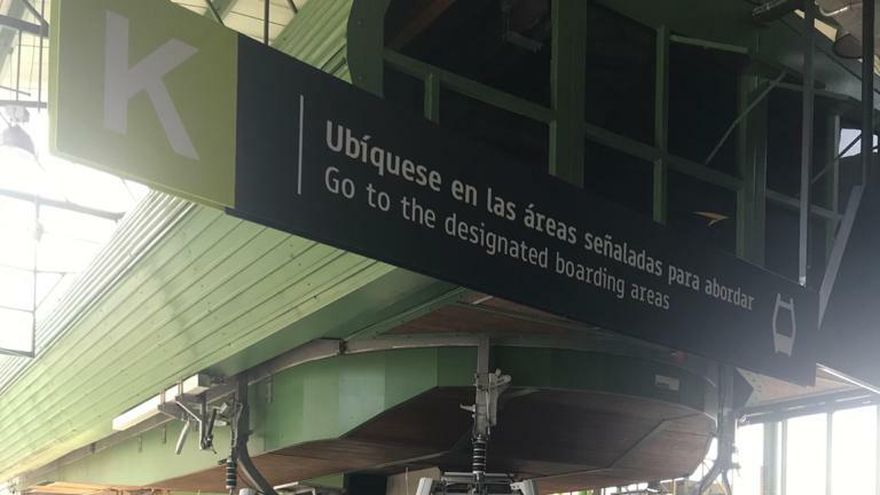 K
Ubíquese en las áreas señaladas para abordar
Go to the designated boarding areas